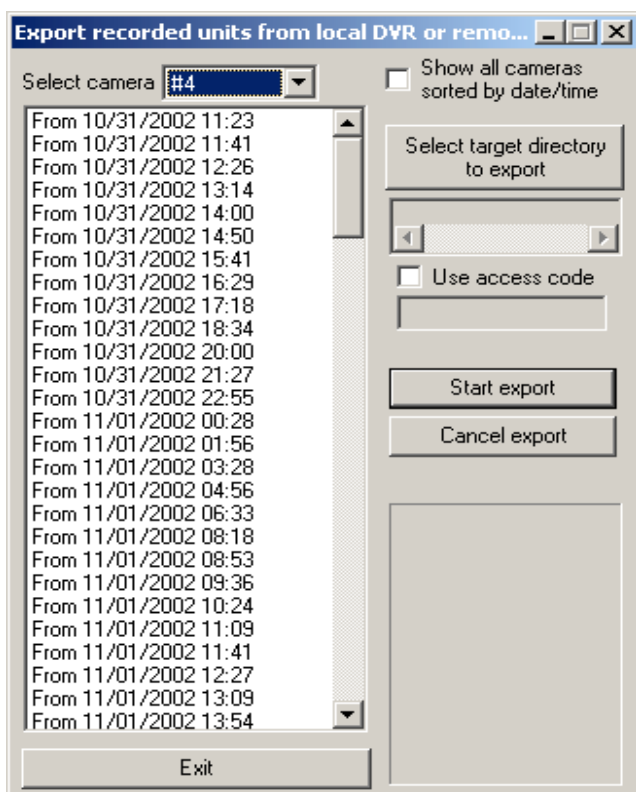 Export recorded units from local DVR or remo...
Select camera #4
Show all cameras
sorted by date/time
From 10/31/2002 11:23
From 10/31/2002 11:41
From 10/31/2002 12:26
From 10/31/2002 13:14
From 10/31/2002 14:00
From 10/31/2002 14:50
From 10/31/2002 15:41
From 10/31/2002 16:29
From 10/31/2002 17:18
From 10/31/2002 18:34
From 10/31/2002 20:00
From 10/31/2002 21:27
From 10/31/2002 22:55
From 11/01/2002 00:28
From 11/01/2002 01:56
From 11/01/2002 03:28
From 11/01/2002 04:56
From 11/01/2002 06:33
From 11/01/2002 08:18
From 11/01/2002 08:53
From 11/01/2002 09:36
From 11/01/2002 10:24
From 11/01/2002 11:09
From 11/01/2002 11:41
From 11/01/2002 12:27
From 11/01/2002 13:09
From 11/01/2002 13:54
Select target directory
to export
Use access code
Start export
Cancel export
Exit